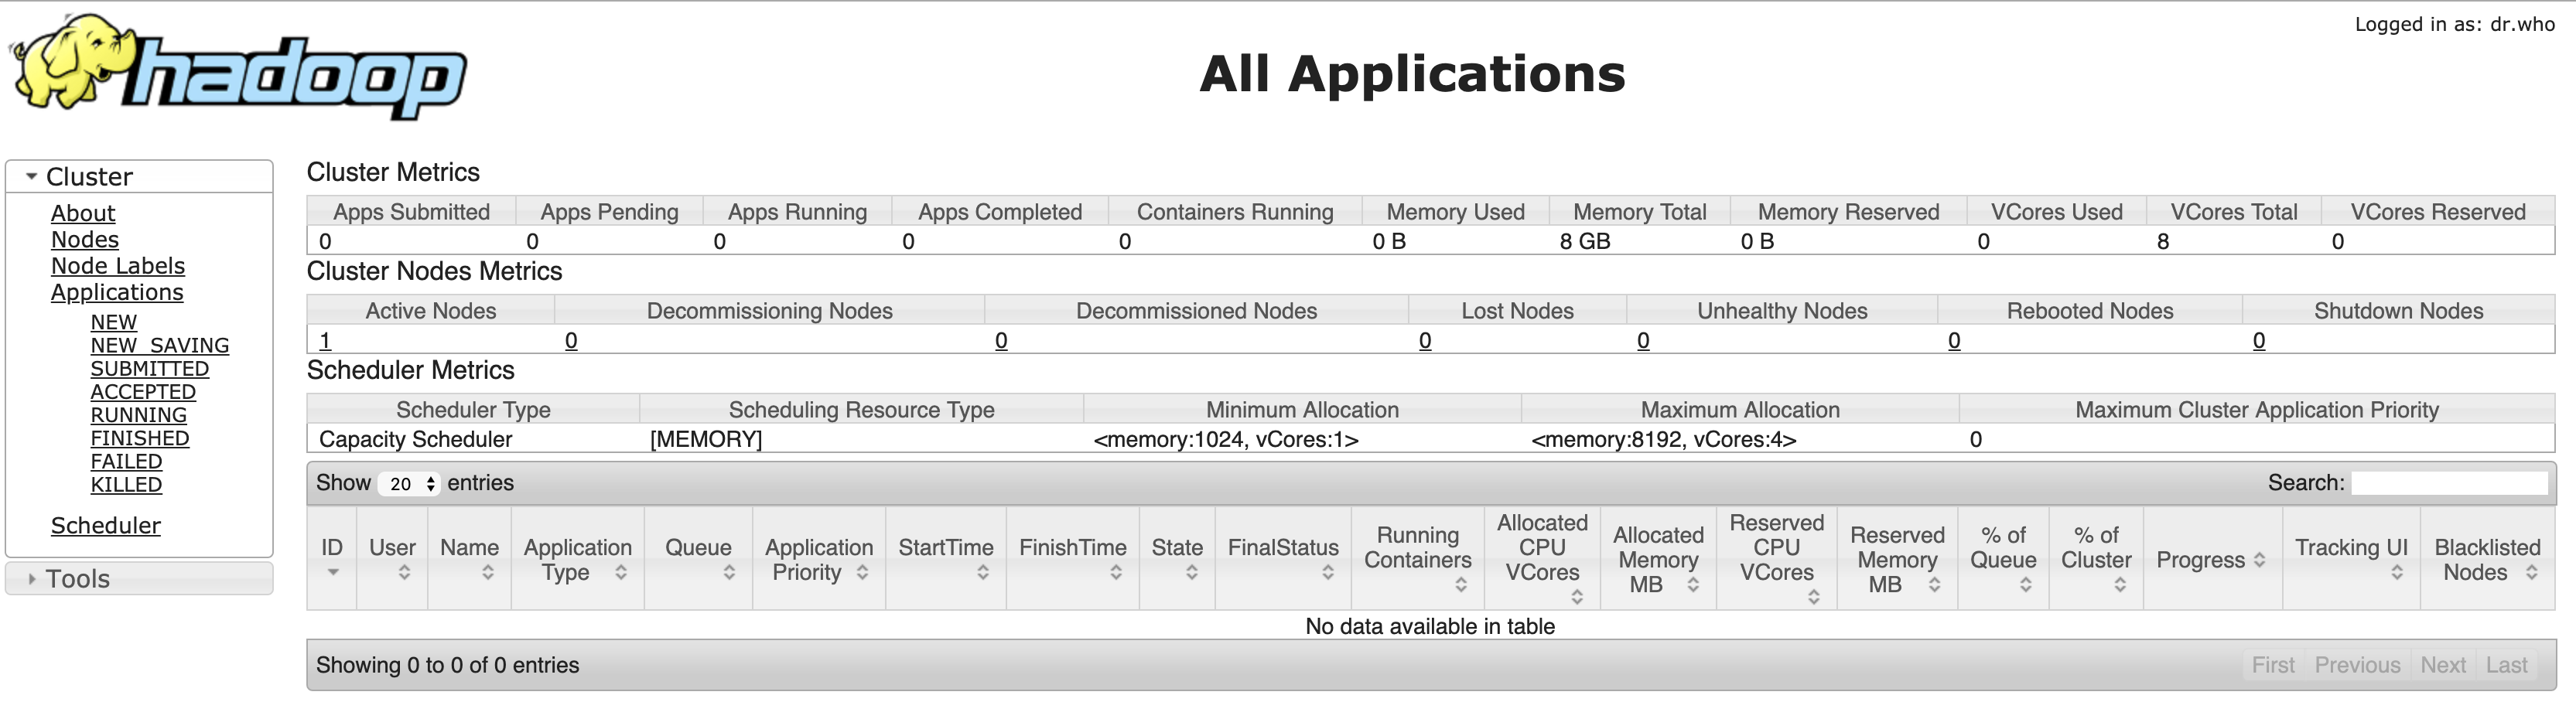 hadoop
Logged in as: dr.who
All Applications
Cluster
About
Nodes
Node Labels
Applications
NEW
NEW_SAVING
SUBMITTED
ACCEPTED
RUNNING
FINISHED
FAILED
KILLED
Scheduler
Tools
Cluster Metrics
Apps Submitted Apps Pending Apps Running Apps Completed Containers Running Memory Used Memory Total Memory Reserved VCores Used VCores Total VCores Reserved
0 0 0 0 0 0 B 8 GB 0 B 0 8 0
Cluster Nodes Metrics
Active Nodes Decommissioning Nodes Decommissioned Nodes Lost Nodes Unhealthy Nodes Rebooted Nodes Shutdown Nodes
1 0 0 0 0 0 0
Scheduler Metrics
Scheduler Type Scheduling Resource Type Minimum Allocation Maximum Allocation Maximum Cluster Application Priority
Capacity Scheduler [MEMORY] <memory:1024, vCores:1> <memory:8192, vCores:4> 0
Show 20 entries Search:
ID User Name Application Type Queue Application Priority StartTime FinishTime State FinalStatus Running Containers Allocated CPU VCores Allocated Memory MB Reserved CPU VCores Reserved Memory MB % of Queue % of Cluster Progress Tracking UI Blacklisted Nodes
No data available in table
Showing 0 to 0 of 0 entries First Previous Next Last